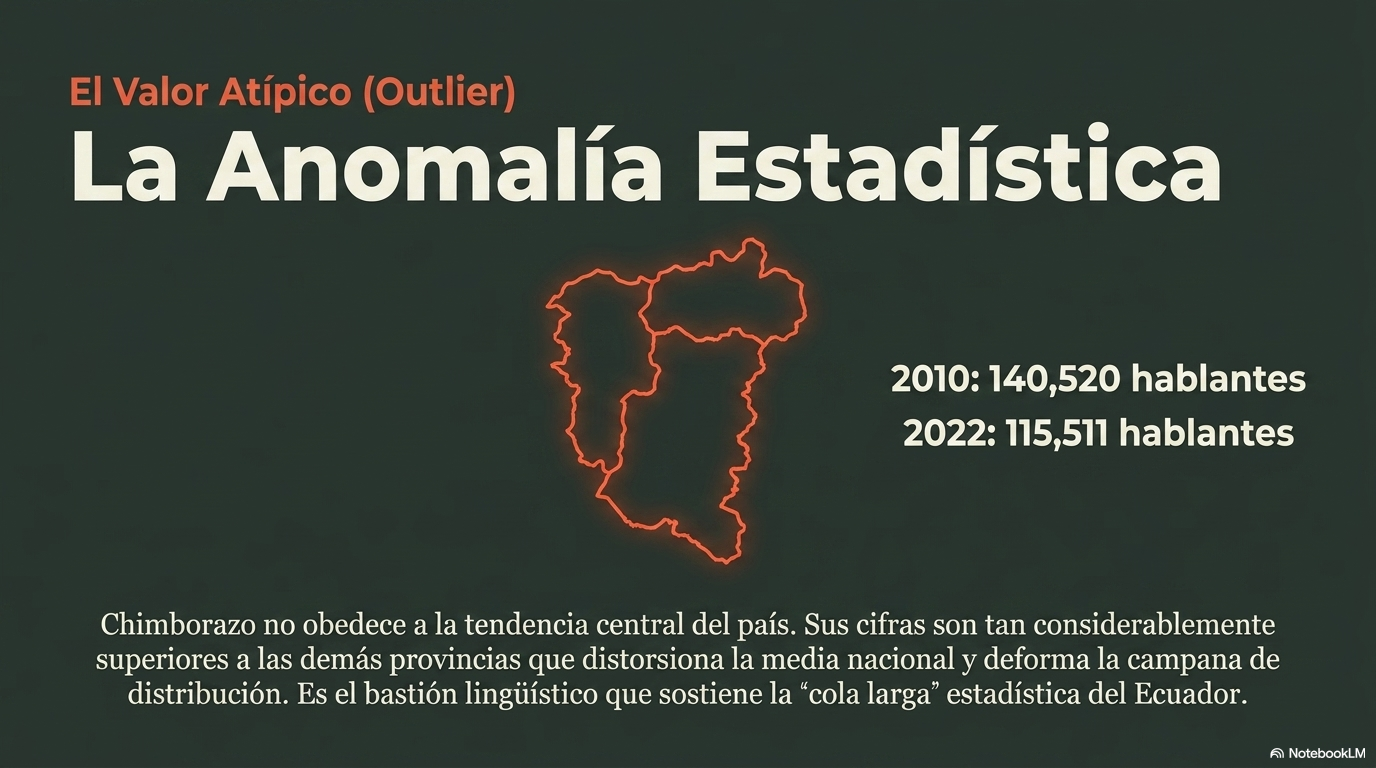 El Valor Atípico (Outlier)
La Anomalía Estadística
2010: 140,520 hablantes
2022: 115,511 hablantes
Chimborazo no obedece a la tendencia central del país. Sus cifras son tan considerablemente
superiores a las demás provincias que distorsiona la media nacional y deforma la campana de
distribución. Es el bastión lingüístico que sostiene la “cola larga” estadística del Ecuador.
NotebookLM